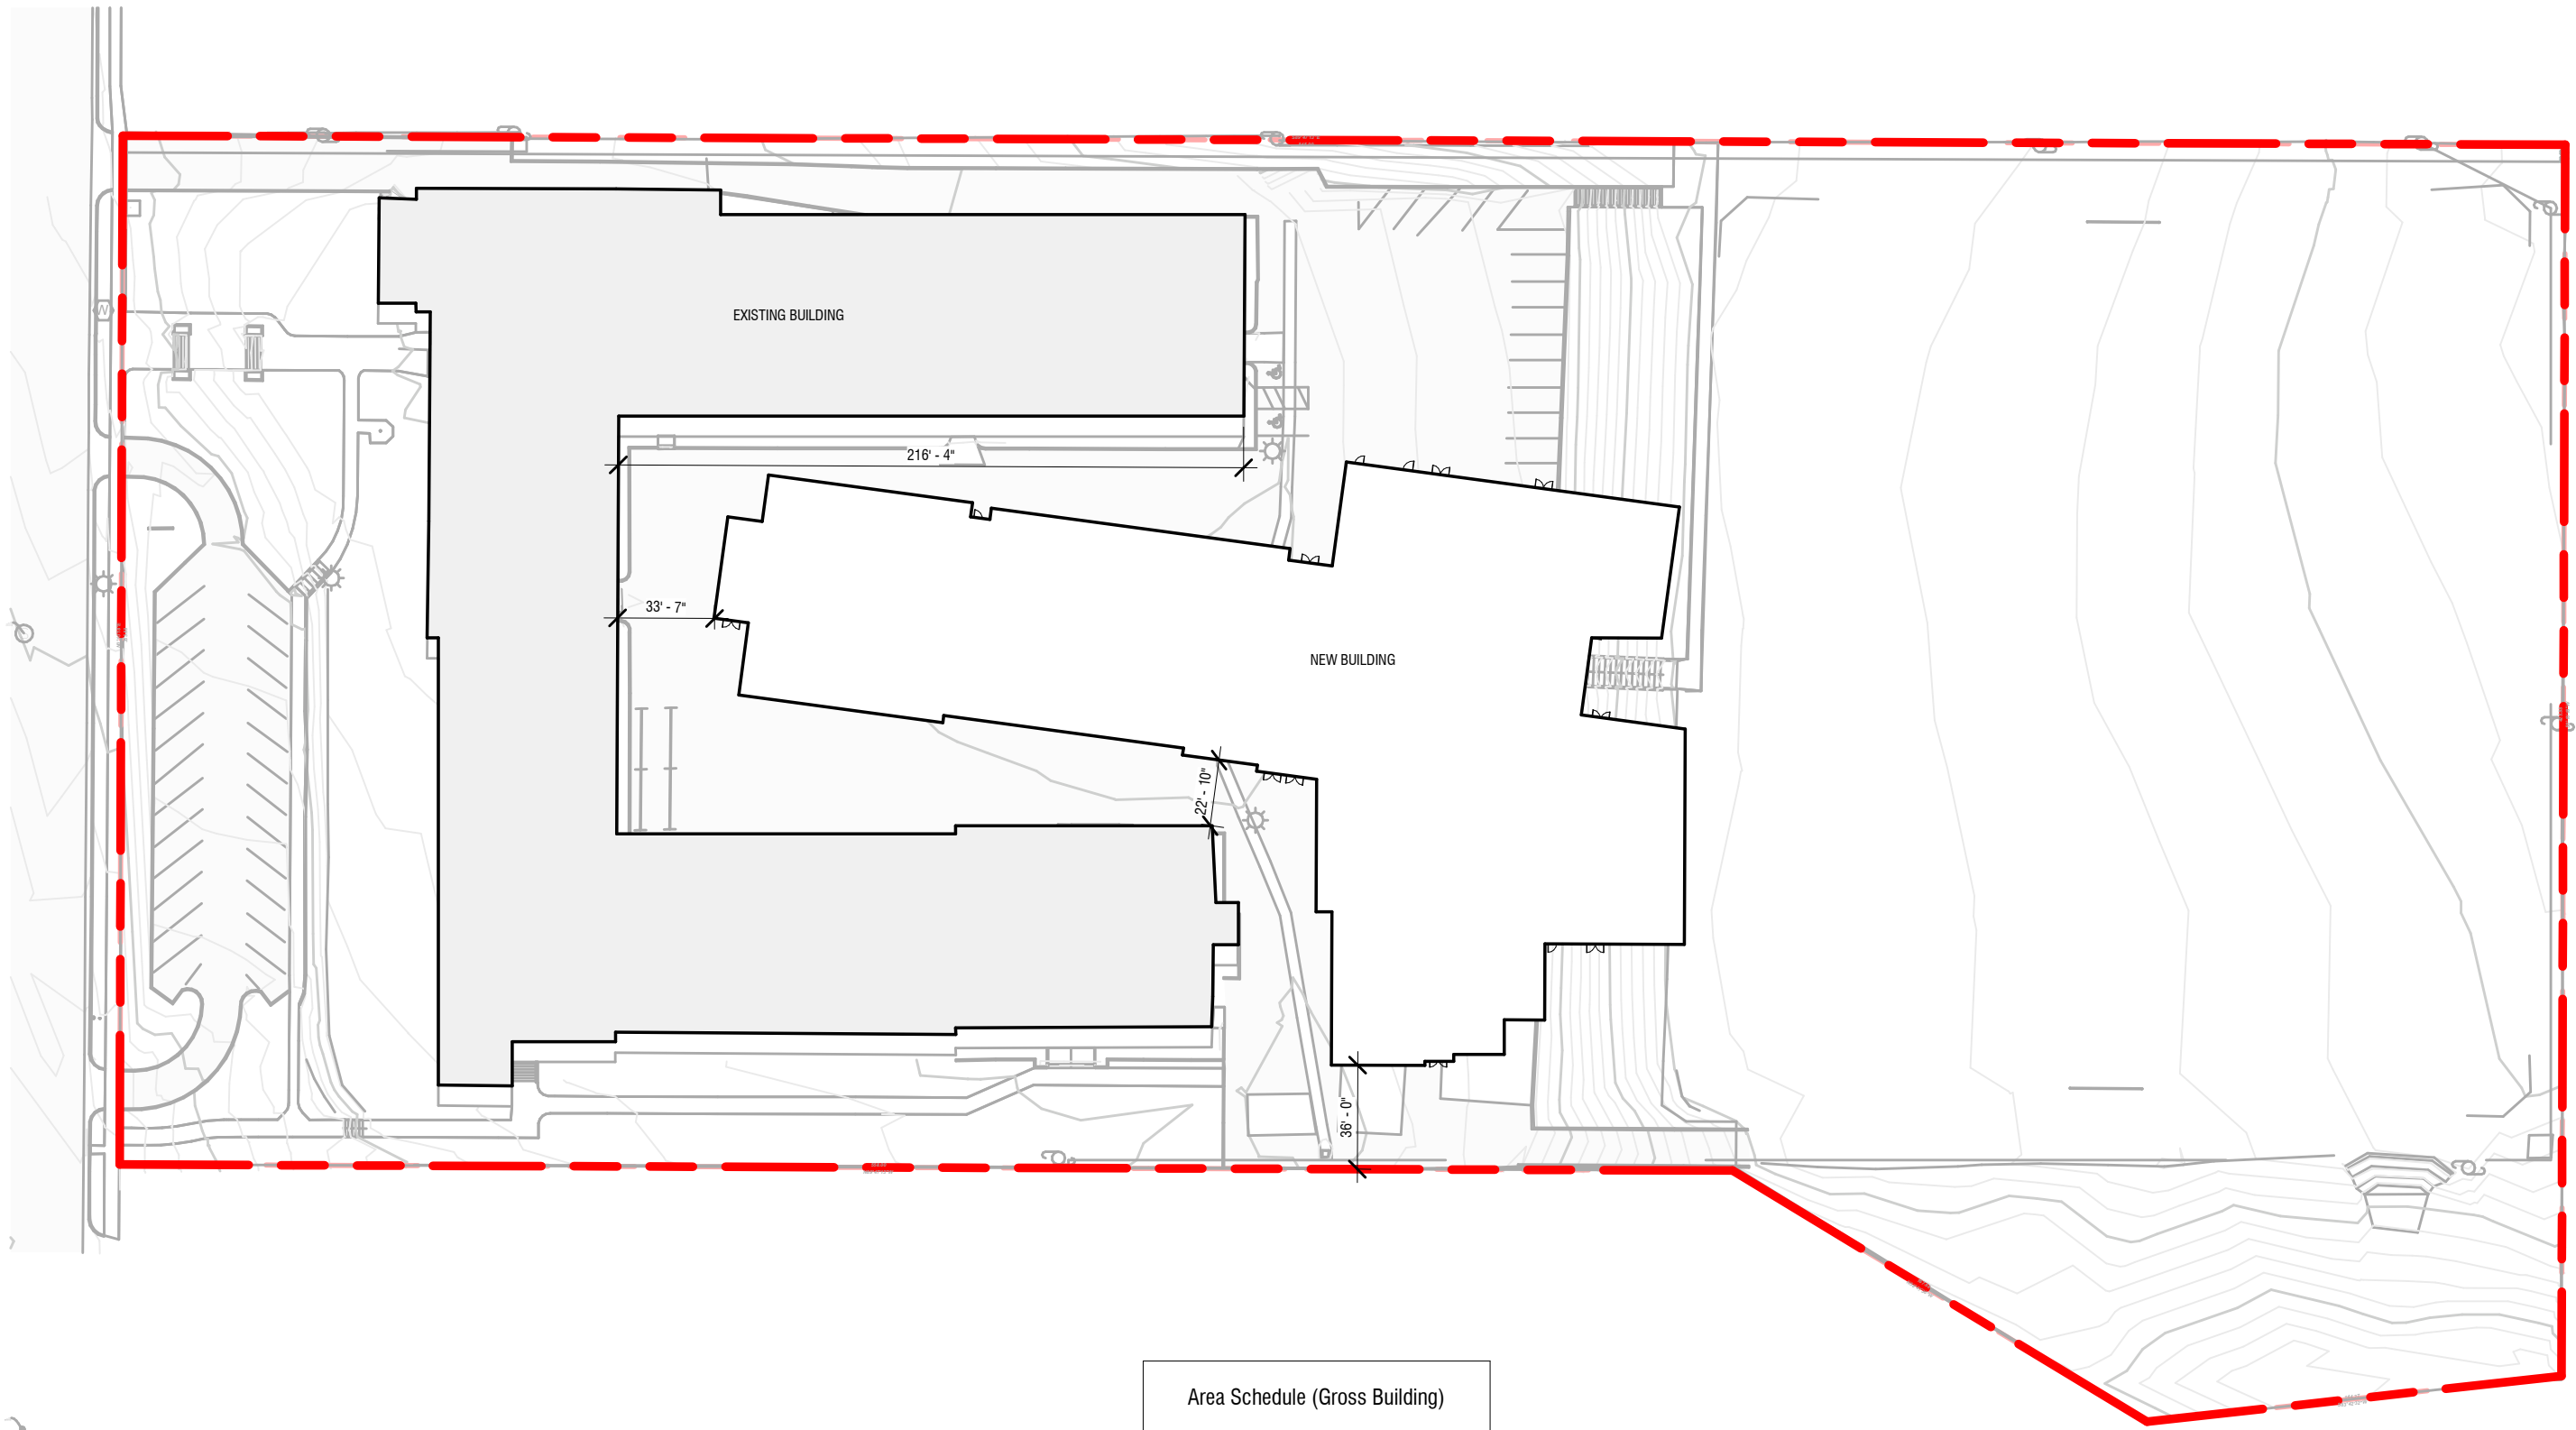 EXISTING BUILDING
216' - 4"
33' - 7"
NEW BUILDING
22' - 10"
36' - 0"
Area Schedule (Gross Building)